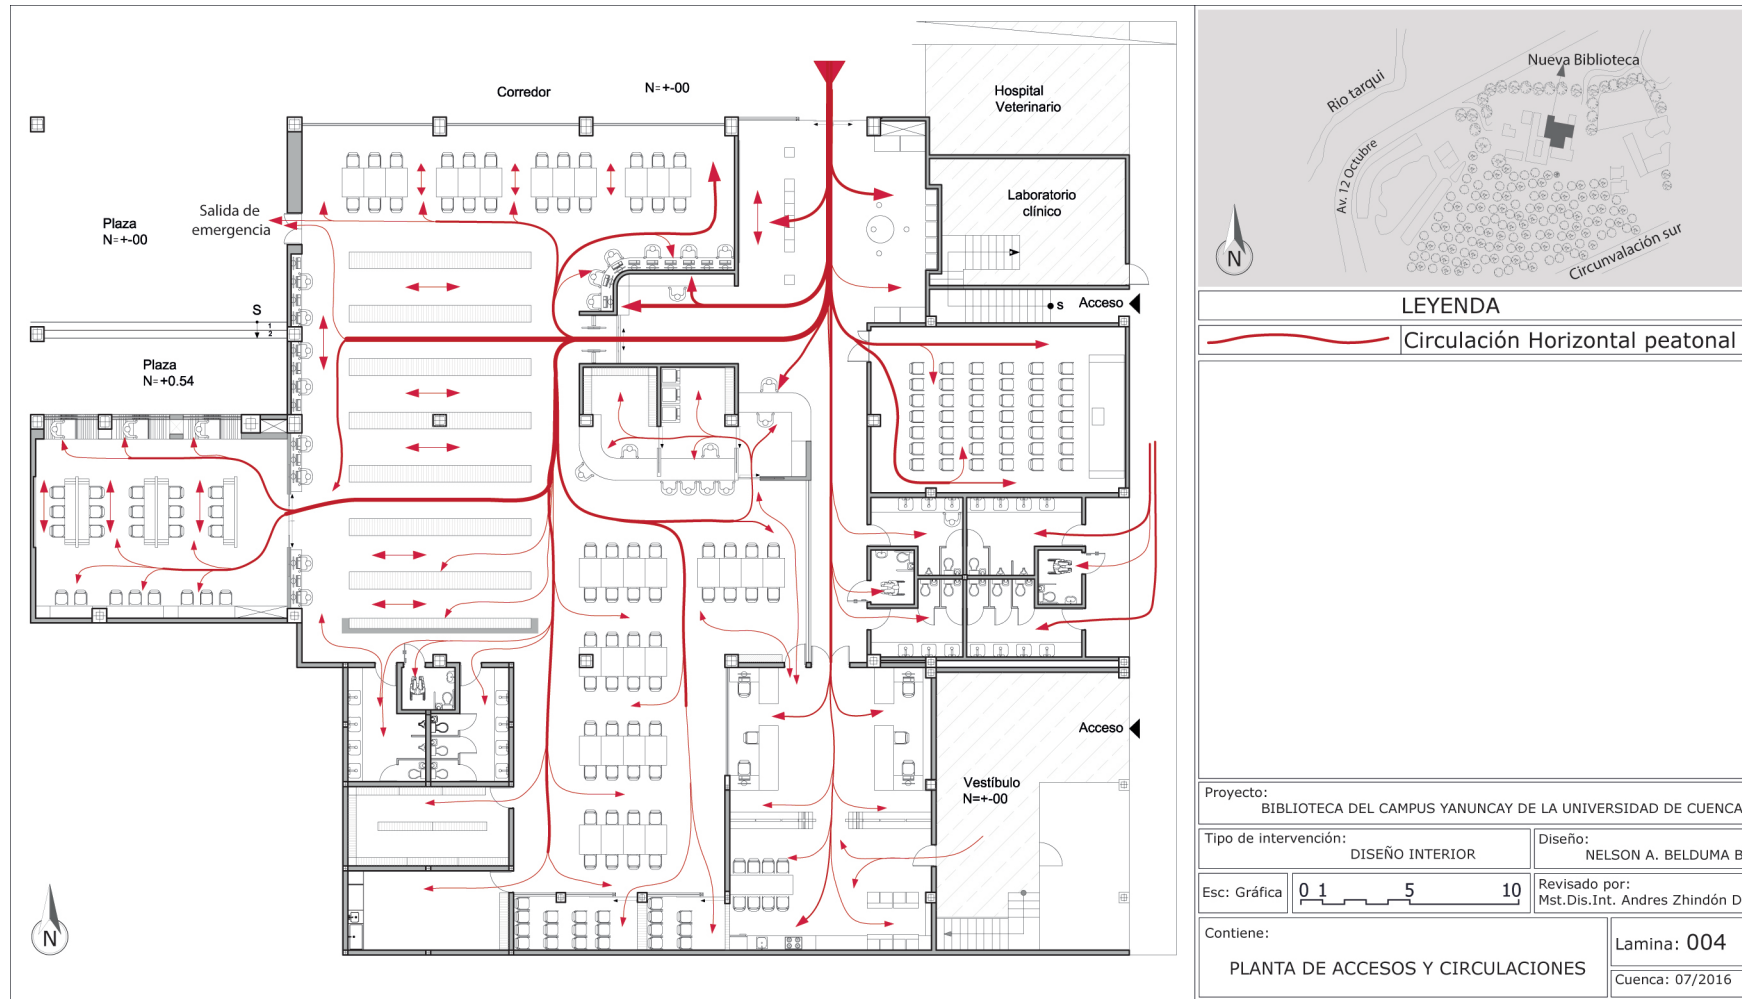 Corredor
N=+-00
Hospital
Veterinario
Laboratorio
clínico
Plaza
N=+-00
Salida de
emergencia
S
1
2
Plaza
N=+0.54
S
Acceso
Acceso
Vestíbulo
N=+-00
N
Nueva Biblioteca
Rio tarqui
Av. 12 Octubre
Circunvalación sur
N
LEYENDA
Circulación Horizontal peatonal
Proyecto:
BIBLIOTECA DEL CAMPUS YANUNCAY DE LA UNIVERSIDAD DE CUENCA
Tipo de intervención:
DISEÑO INTERIOR
Diseño:
NELSON A. BELDUMA B
Esc: Gráfica
0 1 5 10
Revisado por:
Mst.Dis.Int. Andres Zhindón D
Contiene:
PLANTA DE ACCESOS Y CIRCULACIONES
Lamina: 004
Cuenca: 07/2016